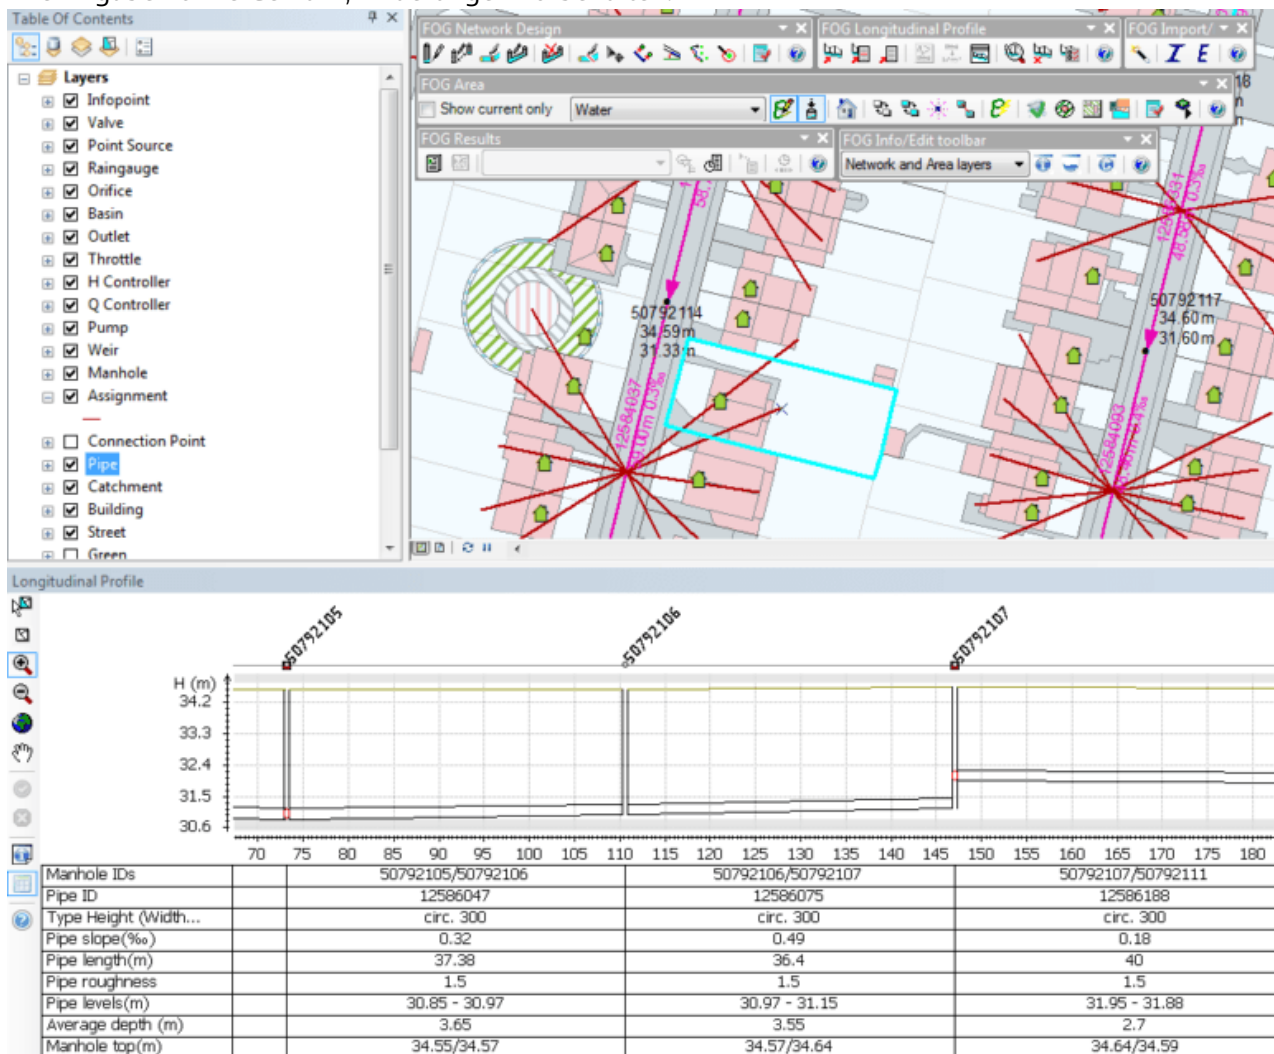 Table Of Contents
Layers
Infopoint
Valve
Point Source
Raingauge
Orifice
Basin
Outlet
Throttle
H Controller
Q Controller
Pump
Weir
Manhole
Assignment
Connection Point
Pipe
Catchment
Building
Street
Green
FOG Network Design
FOG Longitudinal Profile
FOG Import/
FOG Area
Show current only
Water
FOG Results
FOG Info/Edit toolbar
Network and Area layers
50792114
34.59m
31.33m
12584037
50792117
34.60m
31.60m
12584093
Longitudinal Profile
50792105
50792106
50792107
H (m)
34.2
33.3
32.4
31.5
30.6
70 75 80 85 90 95 100 105 110 115 120 125 130 135 140 145 150 155 160 165 170 175 180
Manhole IDs 50792105/50792106 50792106/50792107 50792107/50792111
Pipe ID 12586047 12586075 12586188
Type Height (Width... circ. 300 circ. 300 circ. 300
Pipe slope(‰) 0.32 0.49 0.18
Pipe length(m) 37.38 36.4 40
Pipe roughness 1.5 1.5 1.5
Pipe levels(m) 30.85 - 30.97 30.97 - 31.15 31.95 - 31.88
Average depth (m) 3.65 3.55 2.7
Manhole top(m) 34.55/34.57 34.57/34.64 34.64/34.59